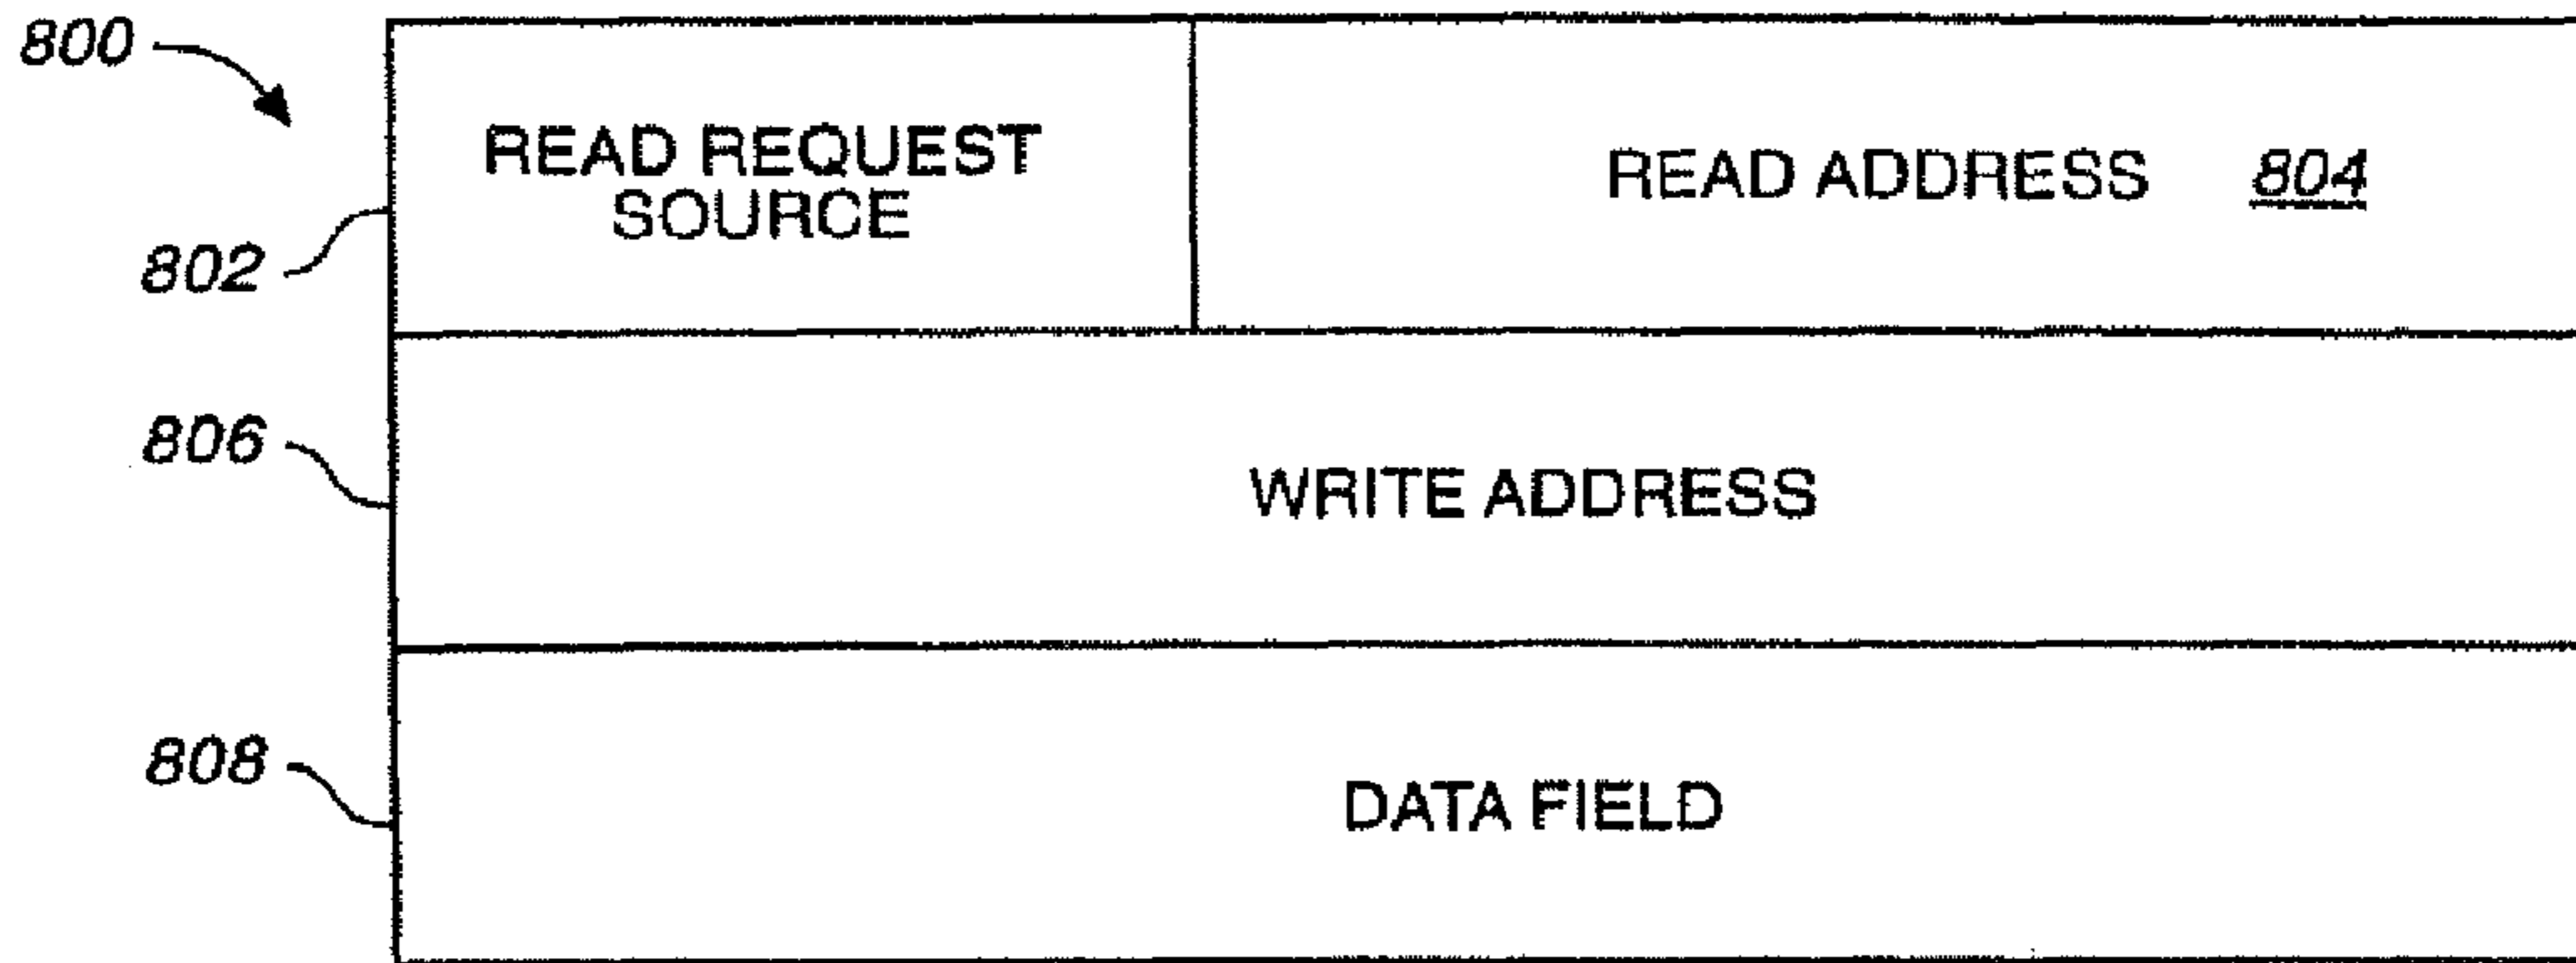 800
READ REQUEST
SOURCE
READ ADDRESS 804
802
806
WRITE ADDRESS
808
DATA FIELD